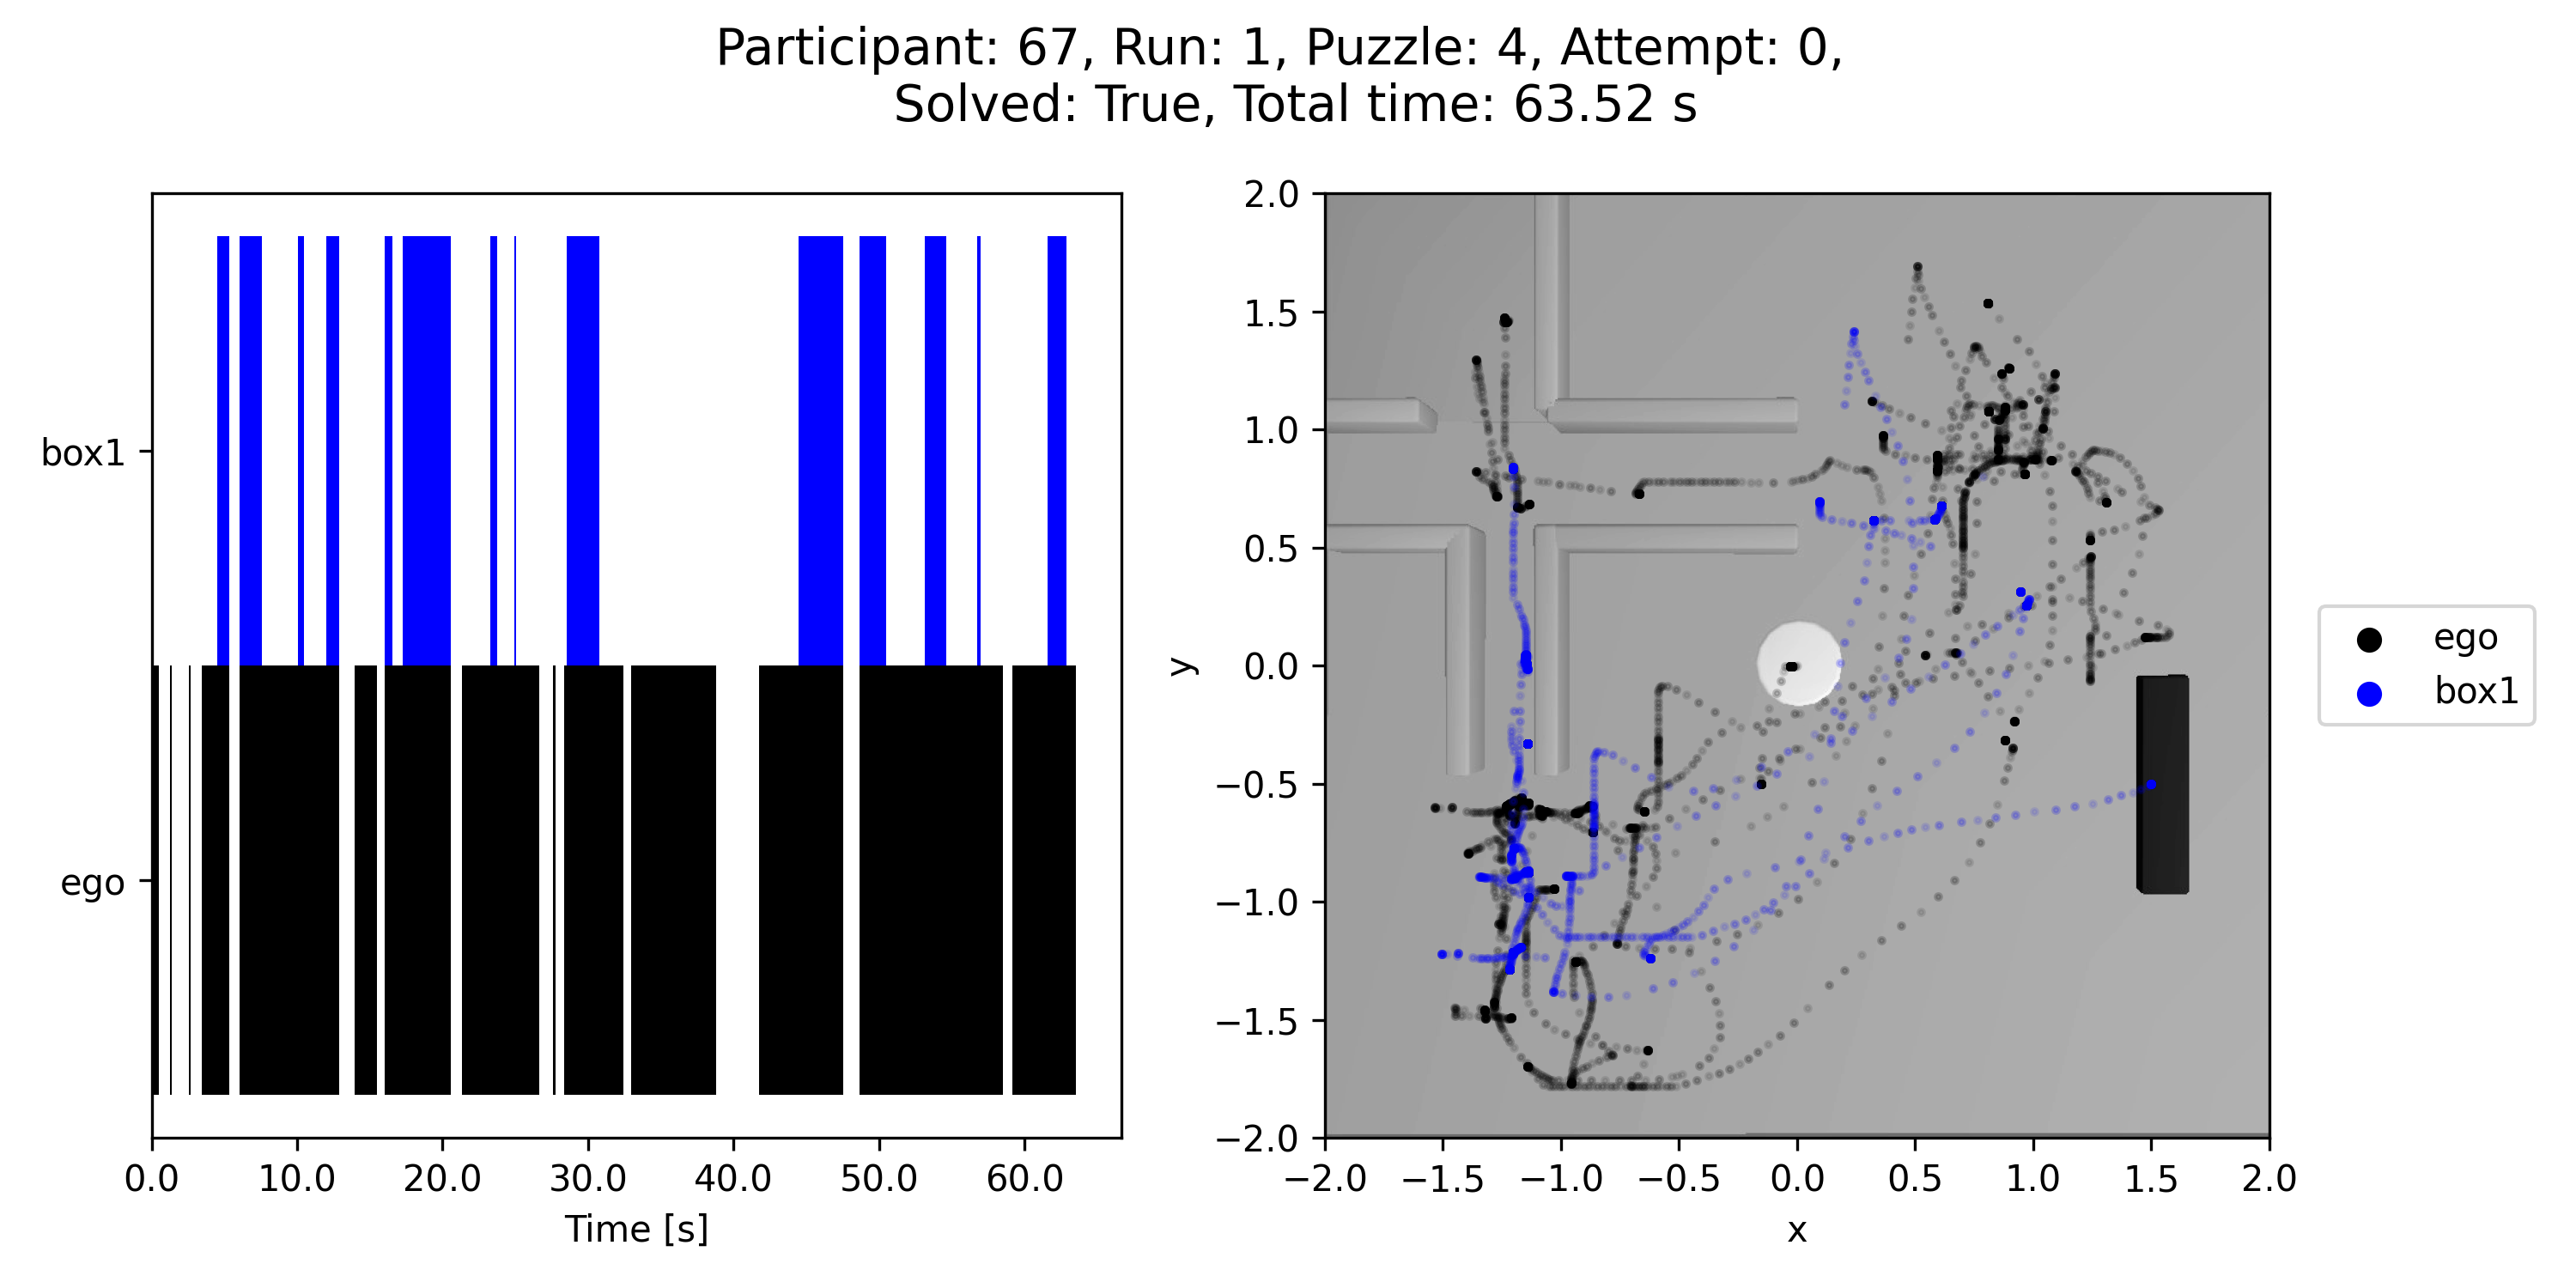 Participant: 67, Run: 1, Puzzle: 4, Attempt: 0,
Solved: True, Total time: 63.52 s
box1
ego
0.0 10.0 20.0 30.0 40.0 50.0 60.0
Time [s]
2.0
1.5
1.0
0.5
0.0
−0.5
−1.0
−1.5
−2.0
y
−2.0 −1.5 −1.0 −0.5 0.0 0.5 1.0 1.5 2.0
x
ego
box1